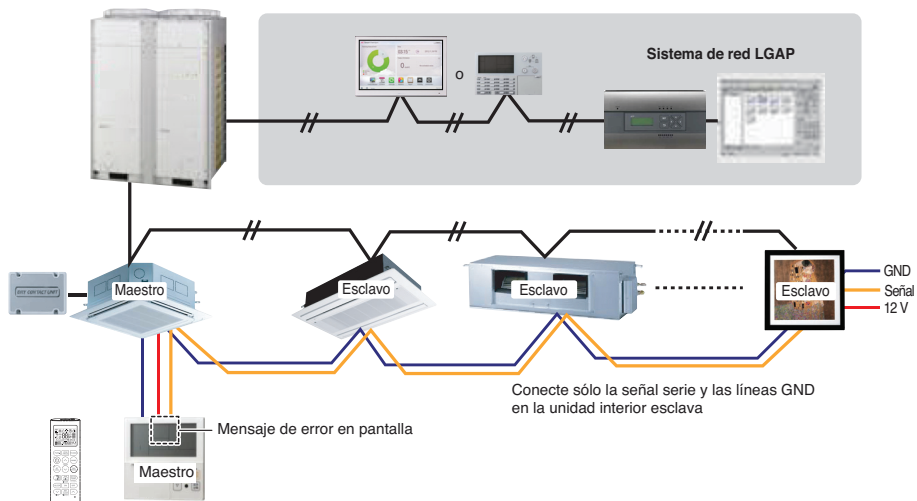 Sistema de red LGAP
o
Maestro
Esclavo
Esclavo
Esclavo
GND
Señal
12 V
Conecte sólo la señal serie y las líneas GND
en la unidad interior esclava
Mensaje de error en pantalla
Maestro